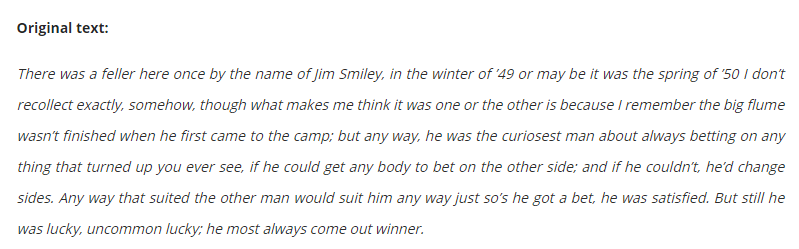 Original text:
There was a feller here once by the name of Jim Smiley, in the winter of ’49 or may be it was the spring of ’50 I don’t
recollect exactly, somehow, though what makes me think it was one or the other is because I remember the big flume
wasn’t finished when he first came to the camp; but any way, he was the curiosest man about always betting on any
thing that turned up you ever see, if he could get any body to bet on the other side; and if he couldn’t, he’d change
sides. Any way that suited the other man would suit him any way just so’s he got a bet, he was satisfied. But still he
was lucky, uncommon lucky; he most always come out winner.